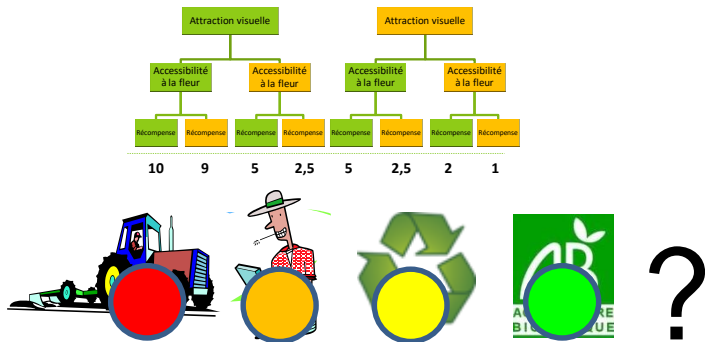 Attraction visuelle Attraction visuelle
Accessibilité à la fleur Accessibilité à la fleur Accessibilité à la fleur Accessibilité à la fleur
Récompense Récompense Récompense Récompense Récompense Récompense Récompense Récompense
10 9 5 2,5 5 2,5 2 1
AB
?